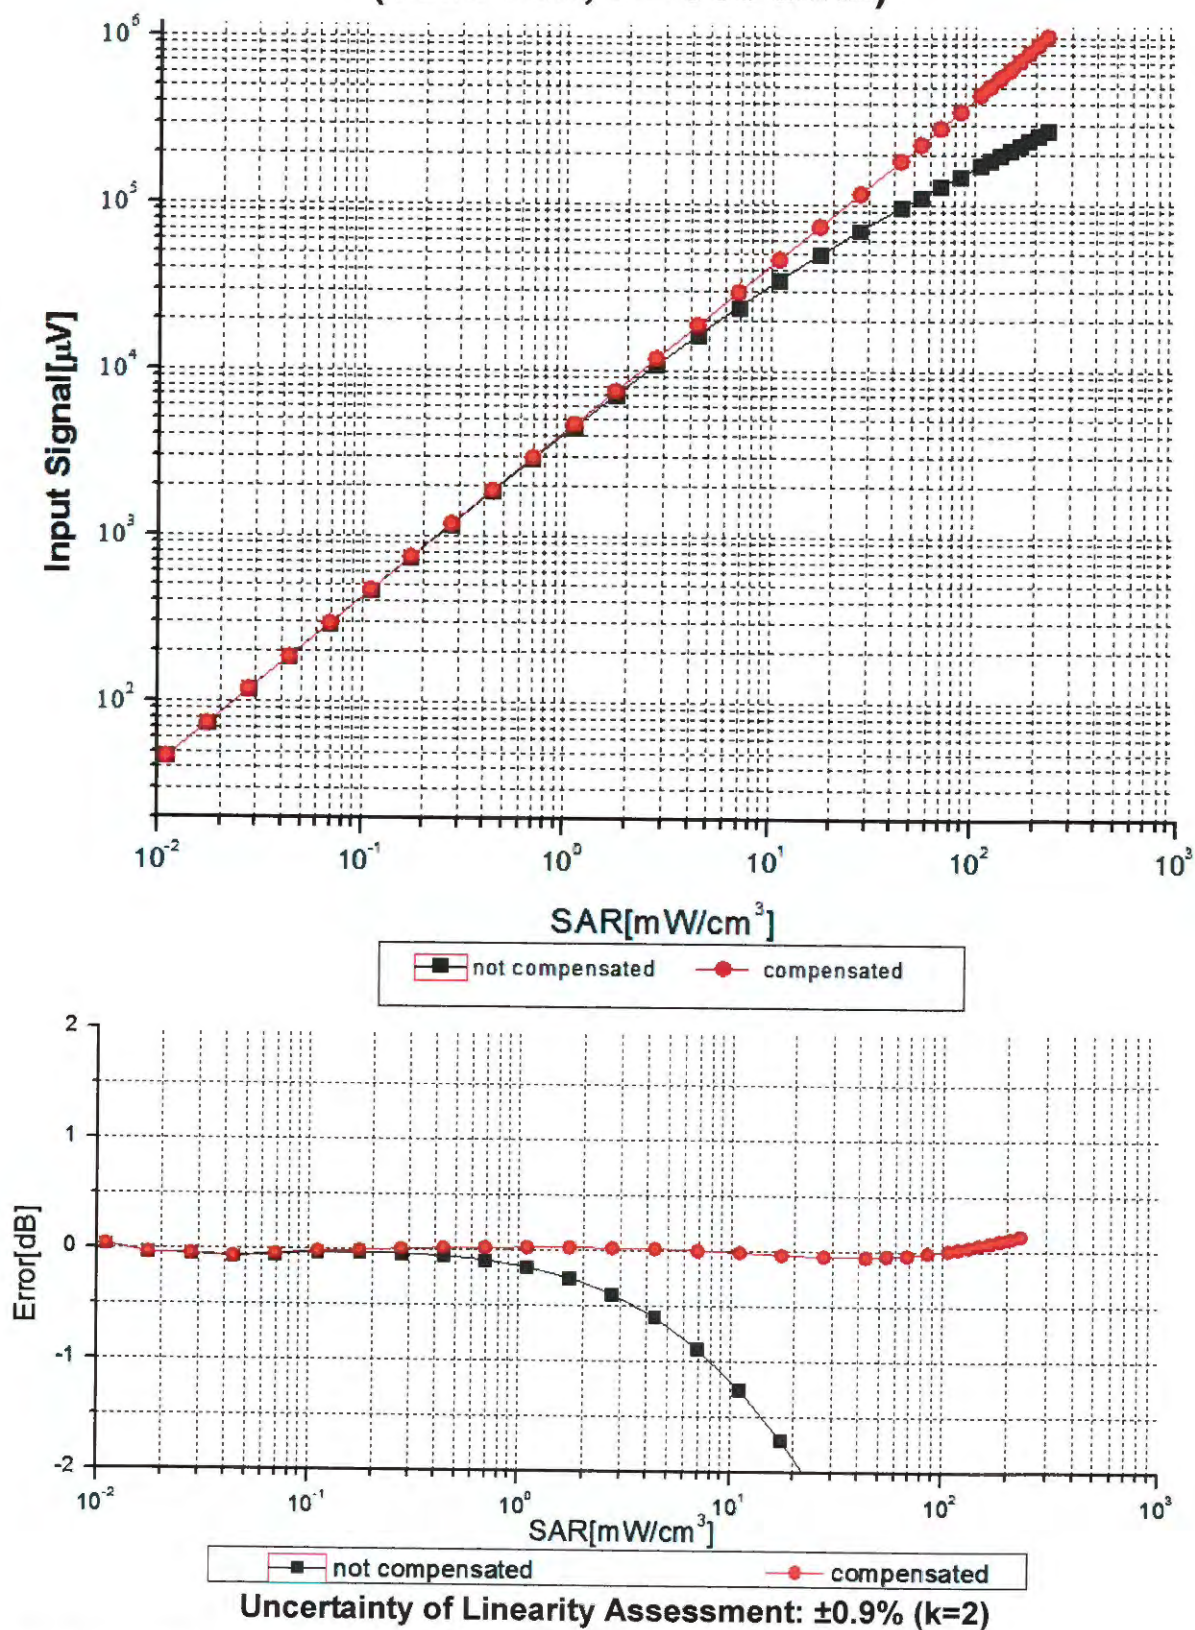 10⁶
10⁵
10⁴
10³
10²
Input Signal[µV]
10⁻² 10⁻¹ 10⁰ 10¹ 10² 10³
SAR[mW/cm³]
not compensated compensated
2
1
0
-1
-2
Error[dB]
10⁻² 10⁻¹ 10⁰ 10¹ 10² 10³
SAR[mW/cm³]
not compensated compensated
Uncertainty of Linearity Assessment: ±0.9% (k=2)